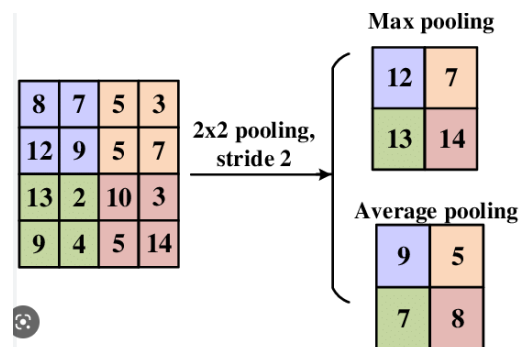 Max pooling
12 7
13 14
8 7 5 3
12 9 5 7
13 2 10 3
9 4 5 14
2x2 pooling,
stride 2
Average pooling
9 5
7 8